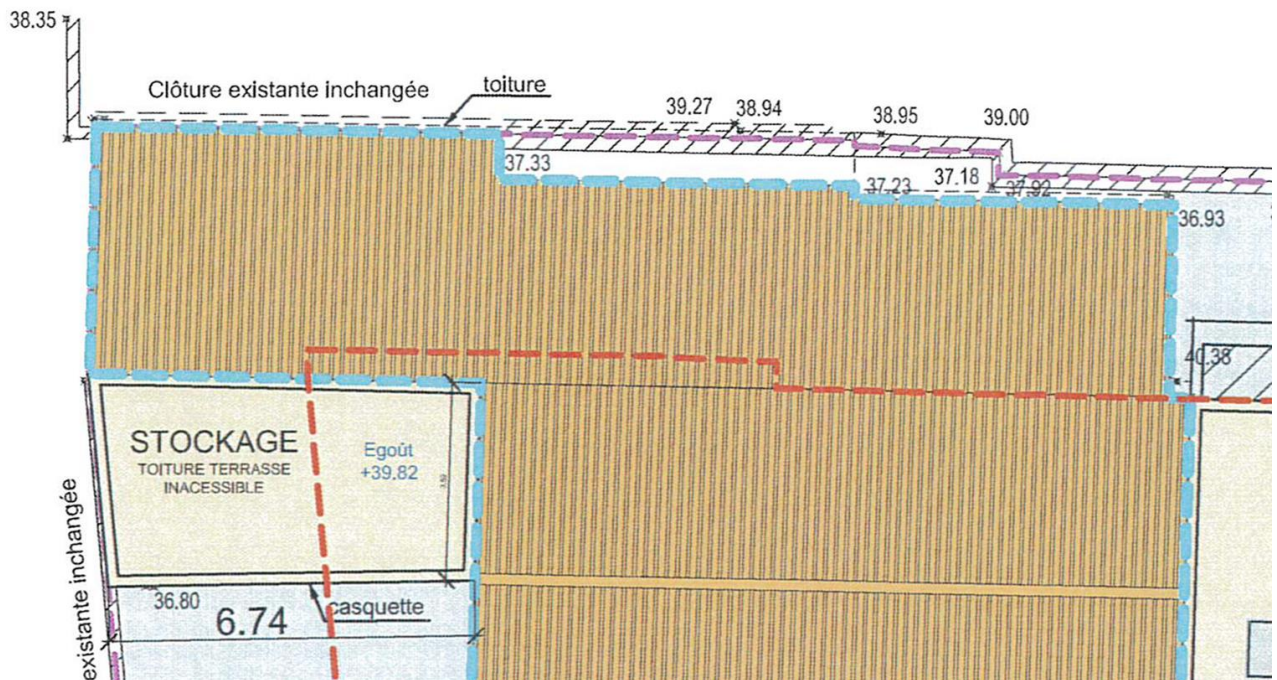 38.35
Clôture existante inchangée
toiture
39.27
38.94
38.95
39.00
37.33
37.23
37.18
37.92
36.93
40.38
STOCKAGE
TOITURE TERRASSE
INACESSIBLE
Egoût
+39.82
existante inchangée
36.80
6.74
casquette